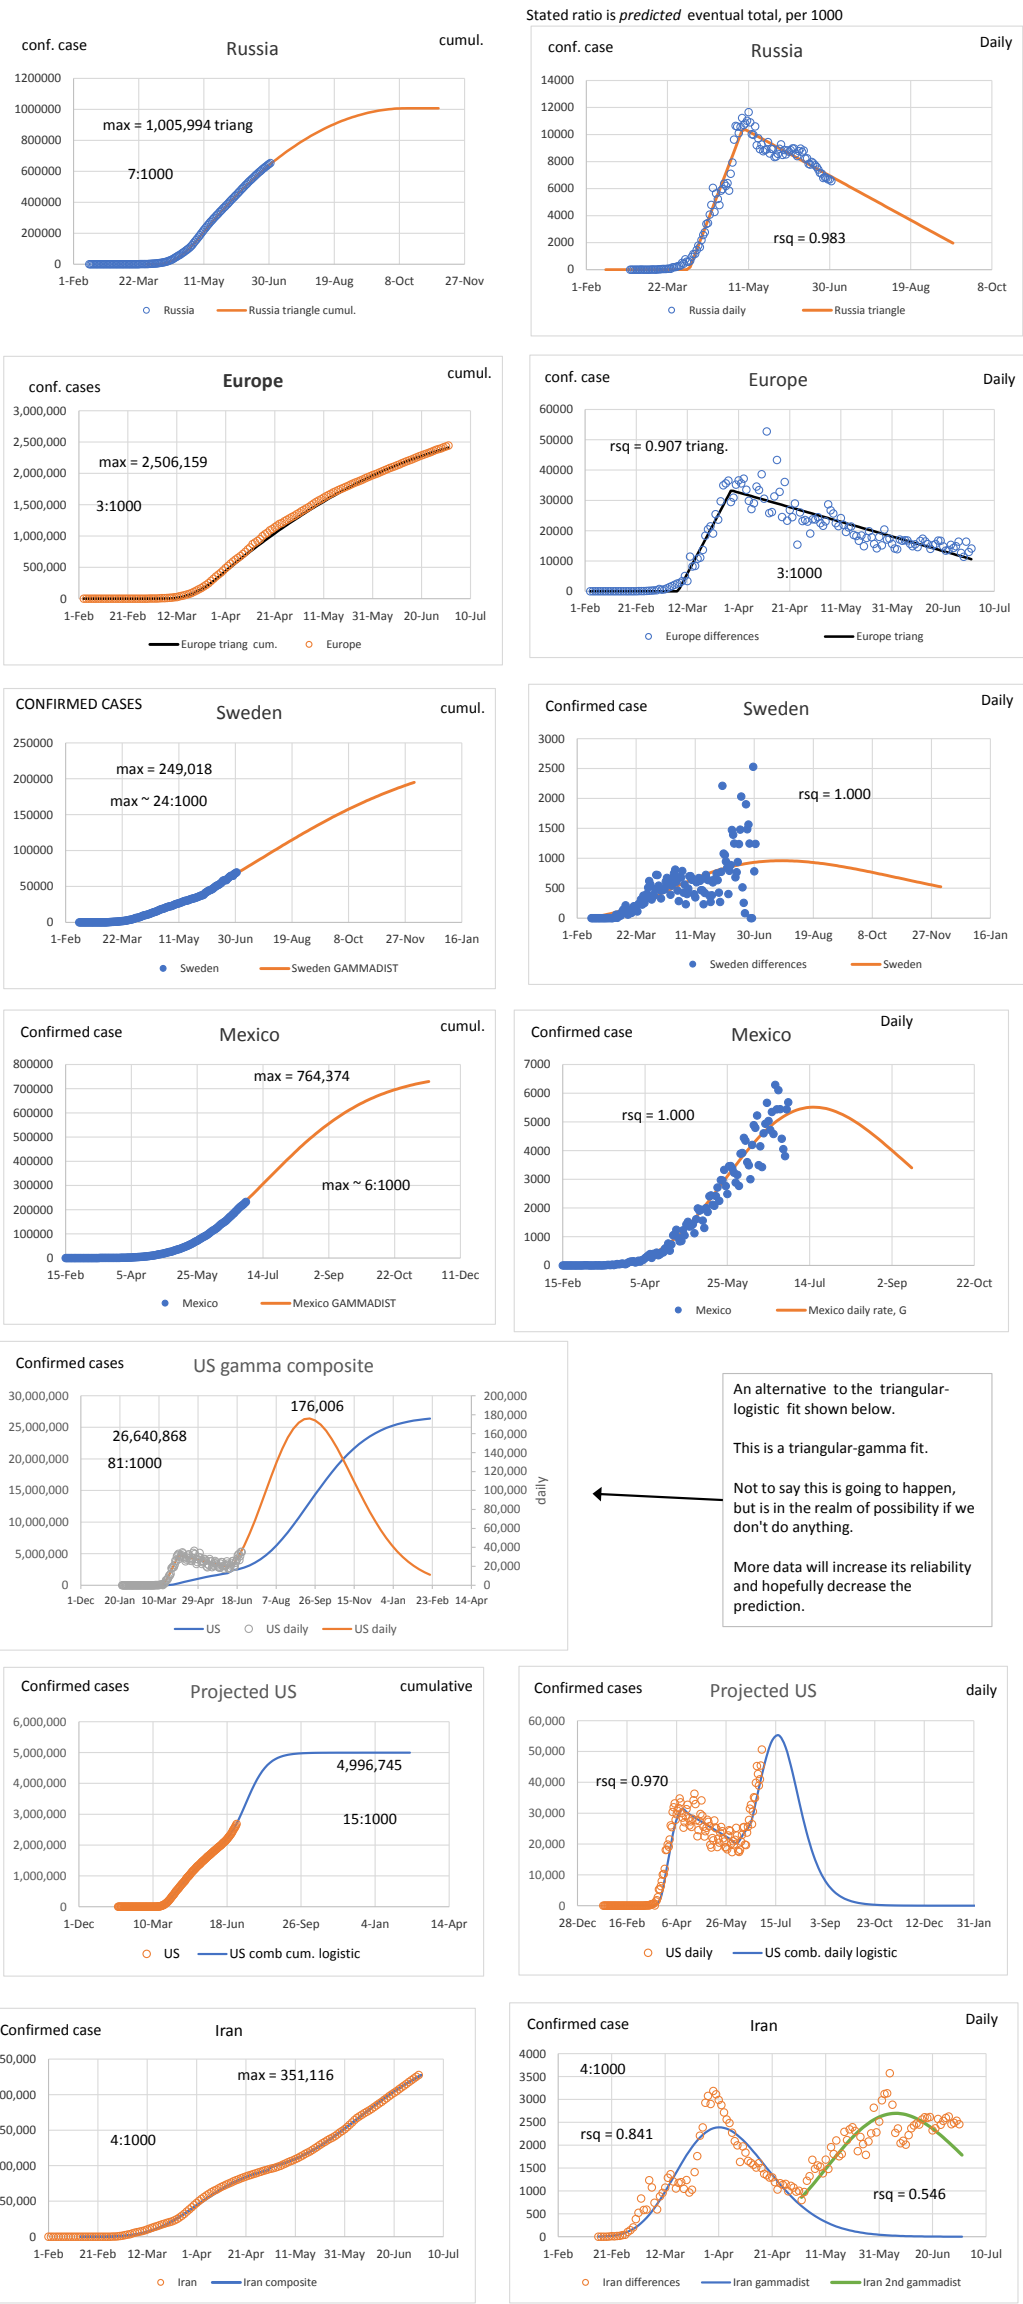 Stated ratio is predicted eventual total, per 1000
conf. case
Russia
cumul.
1200000
1000000
800000
600000
400000
200000
0
max = 1,005,994 triang
7:1000
1-Feb 22-Mar 11-May 30-Jun 19-Aug 8-Oct 27-Nov
Russia Russia triangle cumul.
conf. case
Russia
Daily
14000
12000
10000
8000
6000
4000
2000
0
rsq = 0.983
1-Feb 22-Mar 11-May 30-Jun 19-Aug 8-Oct
Russia daily Russia triangle
conf. cases
Europe
cumul.
3,000,000
2,500,000
2,000,000
1,500,000
1,000,000
500,000
0
max = 2,506,159
3:1000
1-Feb 21-Feb 12-Mar 1-Apr 21-Apr 11-May 31-May 20-Jun 10-Jul
Europe triang cum. Europe
conf. case
Europe
Daily
60000
50000
40000
30000
20000
10000
0
rsq = 0.907 triang.
3:1000
1-Feb 21-Feb 12-Mar 1-Apr 21-Apr 11-May 31-May 20-Jun 10-Jul
Europe differences Europe triang
CONFIRMED CASES
Sweden
cumul.
250000
200000
150000
100000
50000
0
max = 249,018
max ~ 24:1000
1-Feb 22-Mar 11-May 30-Jun 19-Aug 8-Oct 27-Nov 16-Jan
Sweden Sweden GAMMADIST
Confirmed case
Sweden
Daily
3000
2500
2000
1500
1000
500
0
rsq = 1.000
1-Feb 22-Mar 11-May 30-Jun 19-Aug 8-Oct 27-Nov 16-Jan
Sweden differences Sweden
Confirmed case
Mexico
cumul.
800000
700000
600000
500000
400000
300000
200000
100000
0
max = 764,374
max ~ 6:1000
15-Feb 5-Apr 25-May 14-Jul 2-Sep 22-Oct 11-Dec
Mexico Mexico GAMMADIST
Confirmed case
Mexico
Daily
7000
6000
5000
4000
3000
2000
1000
0
rsq = 1.000
15-Feb 5-Apr 25-May 14-Jul 2-Sep 22-Oct
Mexico Mexico daily rate, G
Confirmed cases
US gamma composite
30,000,000
25,000,000
20,000,000
15,000,000
10,000,000
5,000,000
0
26,640,868
81:1000
176,006
200,000
180,000
160,000
140,000
120,000
100,000
80,000
60,000
40,000
20,000
0
daily
1-Dec 20-Jan 10-Mar 29-Apr 18-Jun 7-Aug 26-Sep 15-Nov 4-Jan 23-Feb 14-Apr
US US daily US daily
An alternative to the triangular-
logistic fit shown below.
This is a triangular-gamma fit.
Not to say this is going to happen,
but is in the realm of possibility if we
don't do anything.
More data will increase its reliability
and hopefully decrease the
prediction.
Confirmed cases
Projected US
cumulative
6,000,000
5,000,000
4,000,000
3,000,000
2,000,000
1,000,000
0
4,996,745
15:1000
1-Dec 10-Mar 18-Jun 26-Sep 4-Jan 14-Apr
US US comb cum. logistic
Confirmed cases
Projected US
daily
60,000
50,000
40,000
30,000
20,000
10,000
0
rsq = 0.970
28-Dec 16-Feb 6-Apr 26-May 15-Jul 3-Sep 23-Oct 12-Dec 31-Jan
US daily US comb. daily logistic
Confirmed case
Iran
50,000
00,000
50,000
00,000
50,000
0
max = 351,116
4:1000
1-Feb 21-Feb 12-Mar 1-Apr 21-Apr 11-May 31-May 20-Jun 10-Jul
Iran Iran composite
Confirmed case
Iran
Daily
4000
3500
3000
2500
2000
1500
1000
500
0
4:1000
rsq = 0.841
rsq = 0.546
1-Feb 21-Feb 12-Mar 1-Apr 21-Apr 11-May 31-May 20-Jun 10-Jul
Iran differences Iran gammadist Iran 2nd gammadist